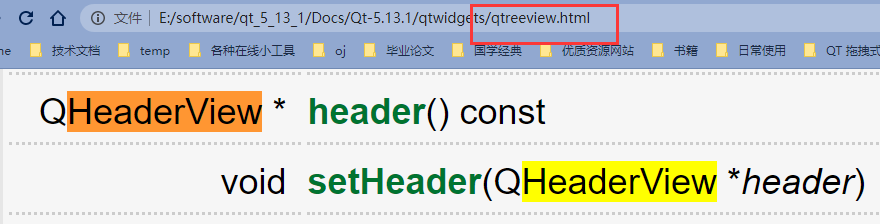 文件 E:/software/qt_5_13_1/Docs/Qt-5.13.1/qtwidgets/qtreeview.html
me 技术文档 temp 各种在线小工具 oj 毕业论文 国学经典 优质资源网站 书籍 日常使用 QT 拖拽式
QHeaderView * header() const
void setHeader(QHeaderView *header)